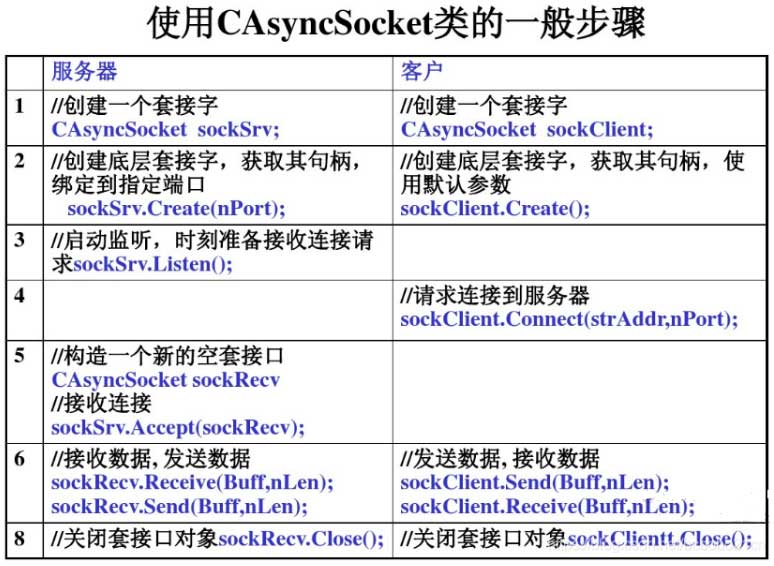 使用CAsyncSocket类的一般步骤
服务器 客户
1 //创建一个套接字 //创建一个套接字
CAsyncSocket sockSrv; CAsyncSocket sockClient;
2 //创建底层套接字，获取其句柄， //创建底层套接字，获取其句柄，使
绑定到指定端口 用默认参数
sockSrv.Create(nPort); sockClient.Create();
3 //启动监听，时刻准备接收连接请
求sockSrv.Listen();
4 //请求连接到服务器
sockClient.Connect(strAddr,nPort);
5 //构造一个新的空套接口
CAsyncSocket sockRecv
//接收连接
sockSrv.Accept(sockRecv);
6 //接收数据, 发送数据 //发送数据, 接收数据
sockRecv.Receive(Buff,nLen); sockClient.Send(Buff,nLen);
sockRecv.Send(Buff,nLen); sockClient.Receive(Buff,nLen);
8 //关闭套接口对象sockRecv.Close(); //关闭套接口对象sockClientt.Close();